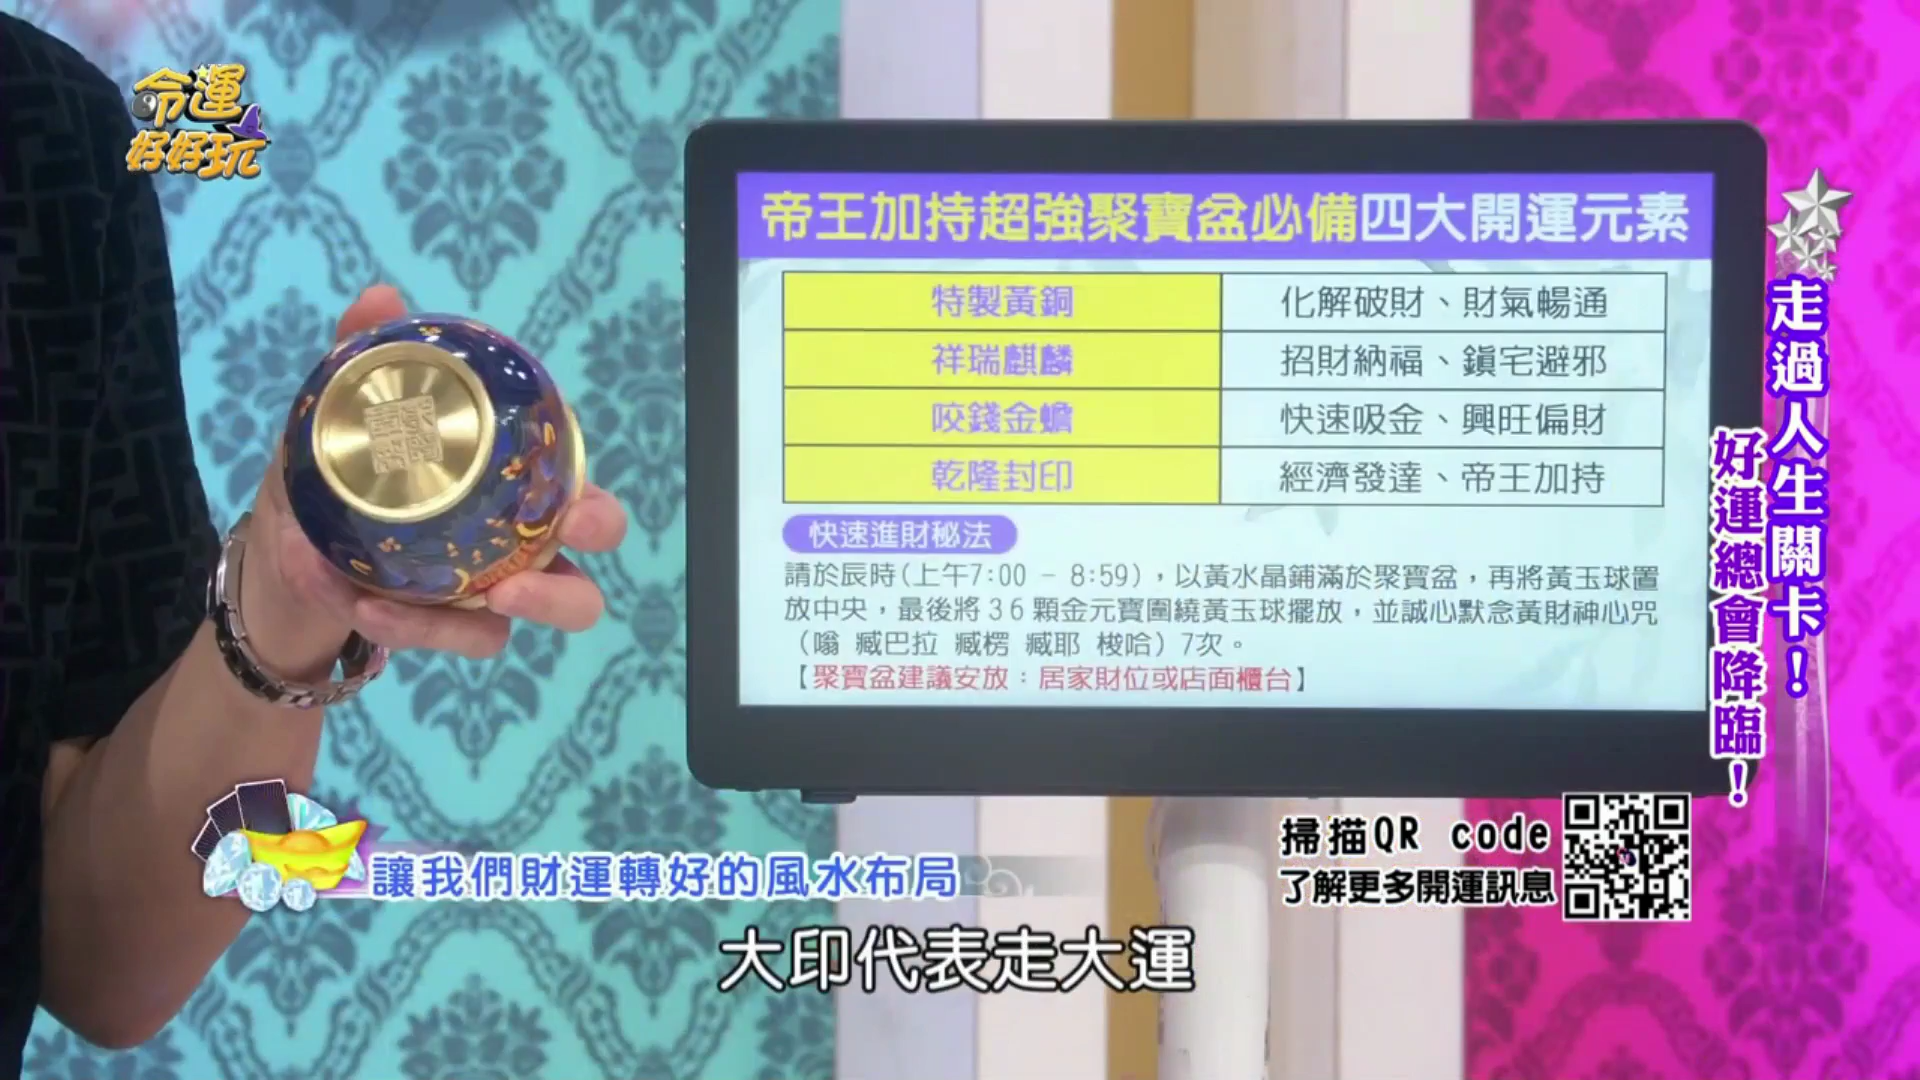 命運
好好玩
帝王加持超強聚寶盆必備四大開運元素
特製黃銅 化解破財、財氣暢通
祥瑞麒麟 招財納福、鎮宅避邪
咬錢金蟾 快速吸金、興旺偏財
乾隆封印 經濟發達、帝王加持
快速進財秘法
請於辰時(上午7:00 - 8:59)，以黃水晶鋪滿於聚寶盆，再將黃玉球置
放中央，最後將36顆金元寶圍繞黃玉球擺放，並誠心默念黃財神心咒
（嗡 臧巴拉 臧楞 臧耶 梭哈）7次。
【聚寶盆建議安放：居家財位或店面櫃台】
走過人生關卡！
好運總會降臨！
掃描QR code
了解更多開運訊息
讓我們財運轉好的風水布局
大印代表走大運